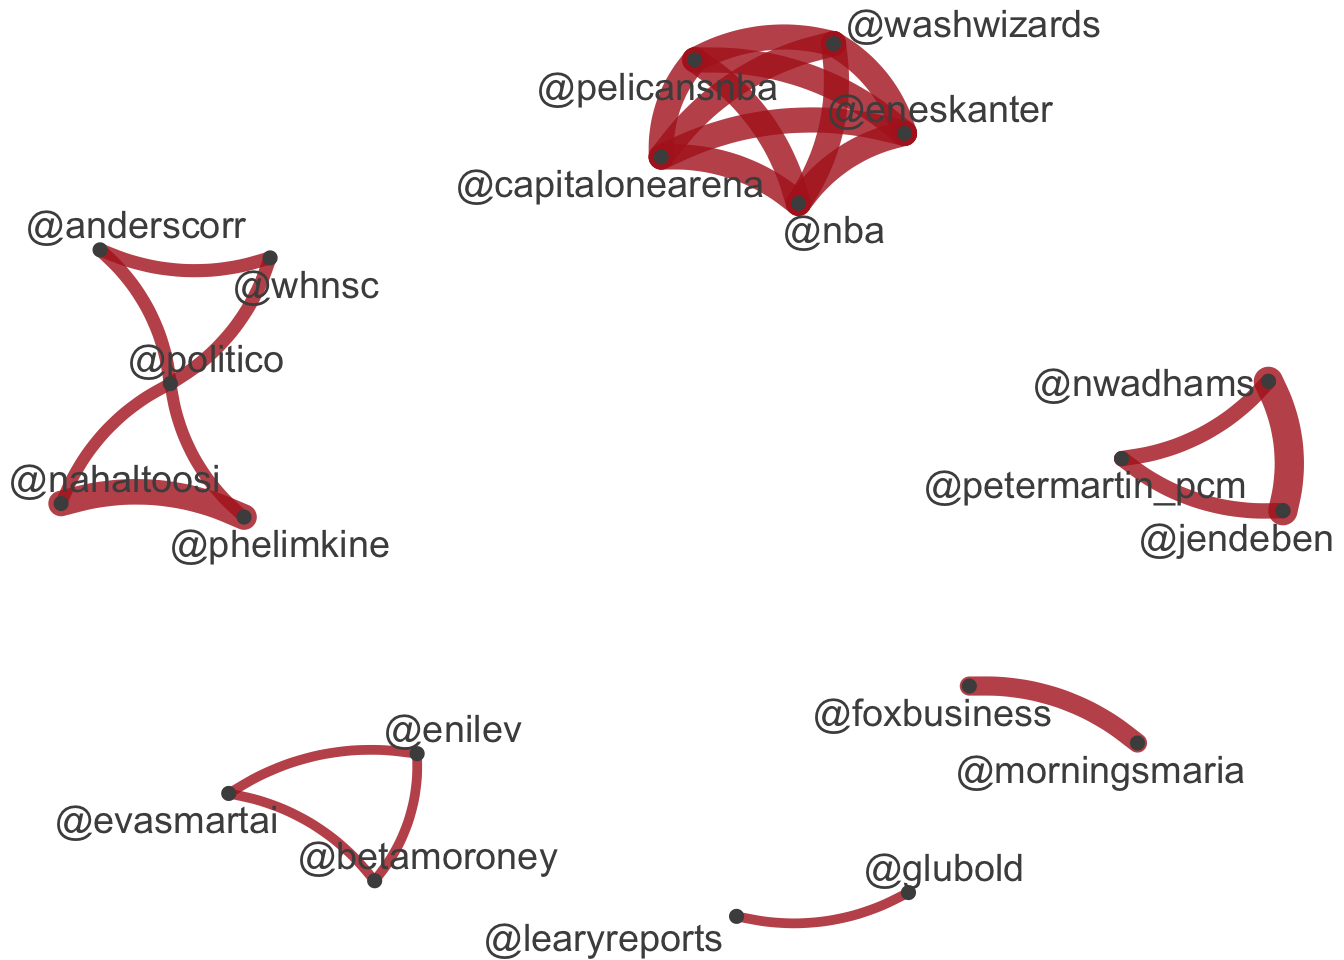 @washwizards
@pelicansnba
@eneskanter
@capitalonearena
@nba
@anderscorr
@whnsc
@politico
@nahaltoosi
@phelimkine
@nwadhams
@petermartin_pcm
@jendeben
@foxbusiness
@morningsmaria
@enilev
@evasmartai
@betamoroney
@glubold
@learyreports